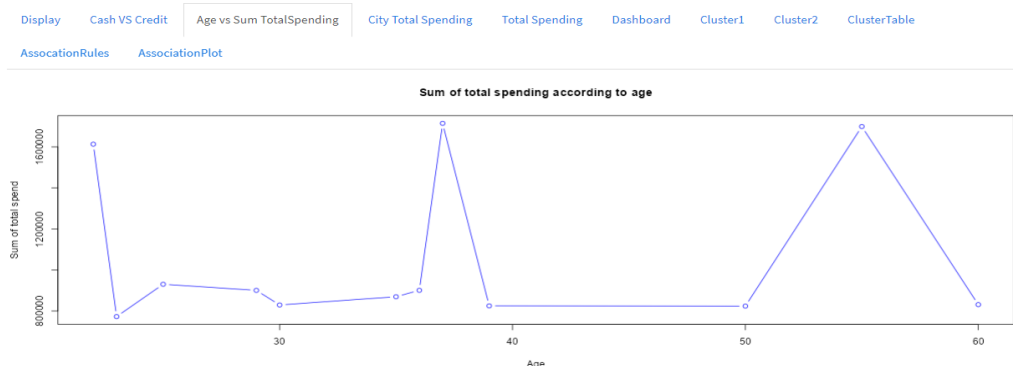 Display Cash VS Credit Age vs Sum TotalSpending City Total Spending Total Spending Dashboard Cluster1 Cluster2 ClusterTable
AssocationRules AssociationPlot
Sum of total spending according to age
Sum of total spend
1600000
1200000
800000
30 40 50 60
Age